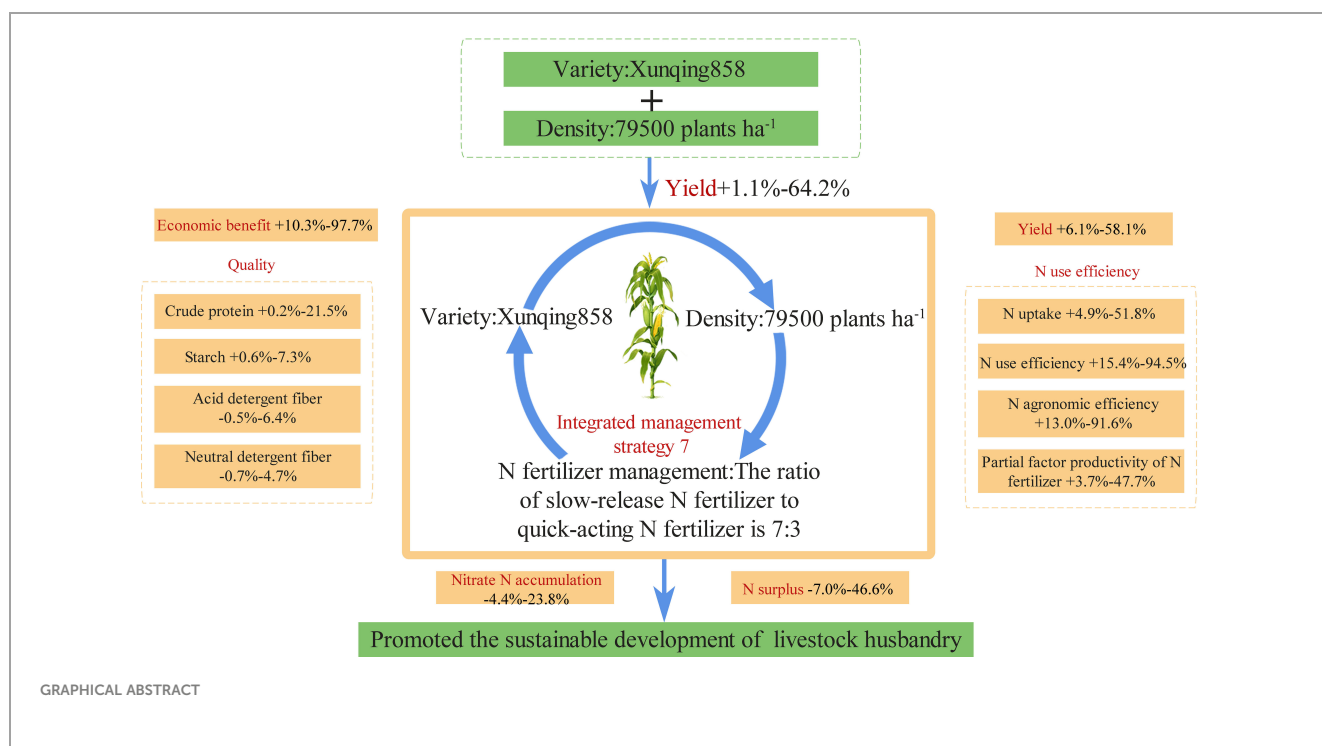 Variety:Xunqing858
+
Density:79500 plants ha-1
Yield+1.1%-64.2%
Economic benefit +10.3%-97.7%
Quality
Crude protein +0.2%-21.5%
Starch +0.6%-7.3%
Acid detergent fiber
-0.5%-6.4%
Neutral detergent fiber
-0.7%-4.7%
Variety:Xunqing858
Density:79500 plants ha-1
Integrated management
strategy 7
N fertilizer management:The ratio
of slow-release N fertilizer to
quick-acting N fertilizer is 7:3
Yield +6.1%-58.1%
N use efficiency
N uptake +4.9%-51.8%
N use efficiency +15.4%-94.5%
N agronomic efficiency
+13.0%-91.6%
Partial factor productivity of N
fertilizer +3.7%-47.7%
Nitrate N accumulation
-4.4%-23.8%
N surplus -7.0%-46.6%
Promoted the sustainable development of livestock husbandry
GRAPHICAL ABSTRACT